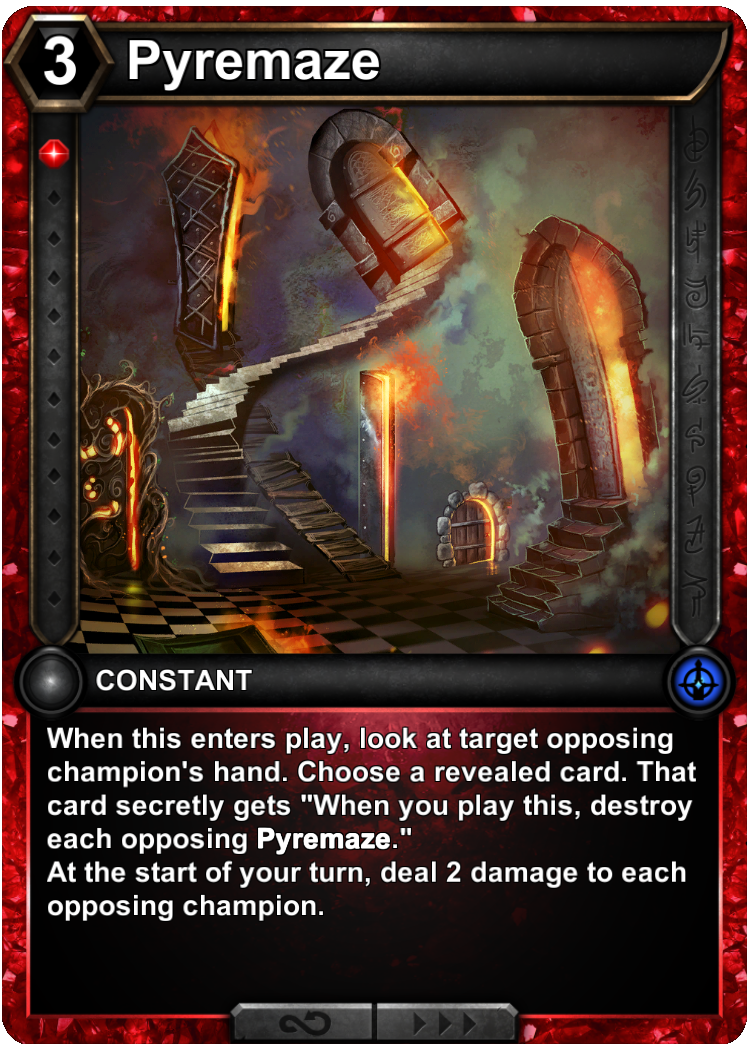 3
Pyremaze
CONSTANT
When this enters play, look at target opposing
champion's hand. Choose a revealed card. That
card secretly gets "When you play this, destroy
each opposing Pyremaze."
At the start of your turn, deal 2 damage to each
opposing champion.